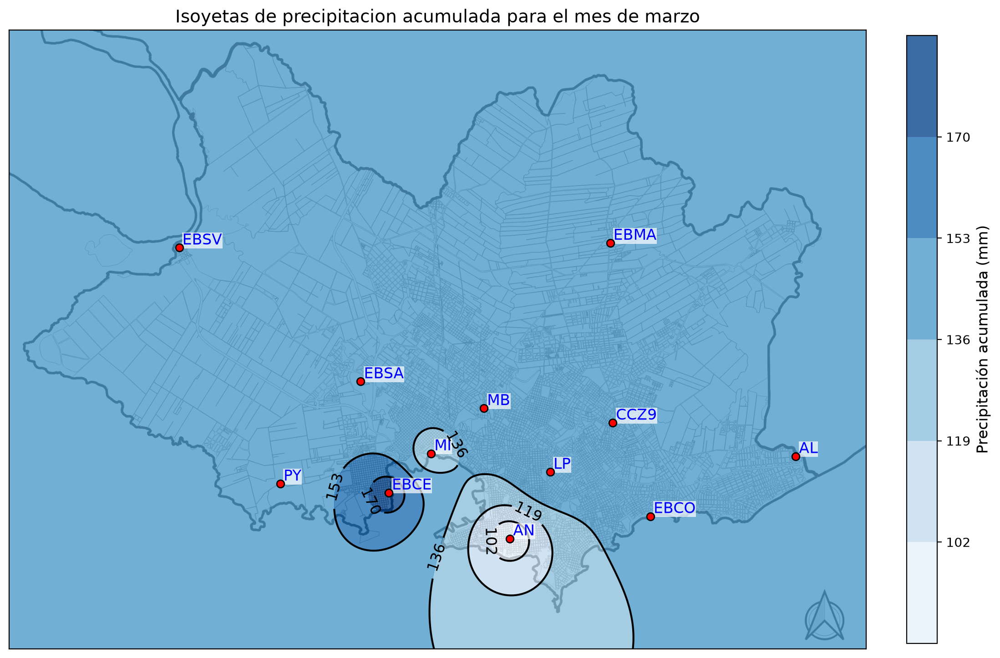 Isoyetas de precipitacion acumulada para el mes de marzo
EBSV
EBMA
EBSA
MB
CCZ9
136
MI
AL
LP
PY
153
EBCE
170
119
EBCO
AN
102
136
170
153
136
119
102
Precipitación acumulada (mm)